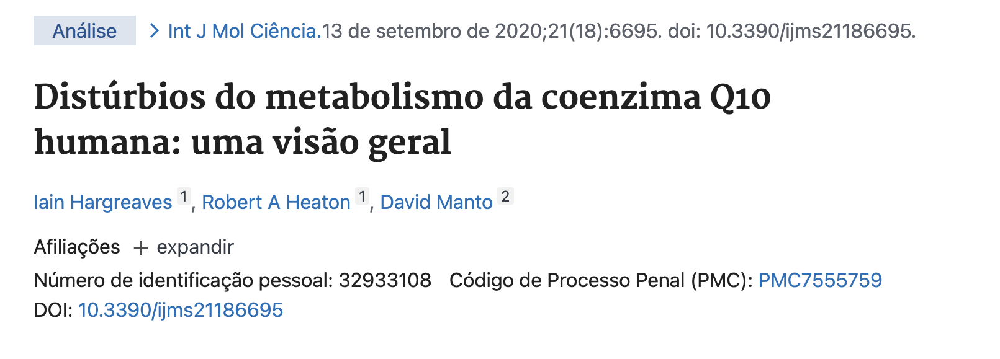 Análise > Int J Mol Ciência.13 de setembro de 2020;21(18):6695. doi: 10.3390/ijms21186695.
Distúrbios do metabolismo da coenzima Q10
humana: uma visão geral
Iain Hargreaves 1, Robert A Heaton 1, David Manto 2
Afiliações + expandir
Número de identificação pessoal: 32933108 Código de Processo Penal (PMC): PMC7555759
DOI: 10.3390/ijms21186695